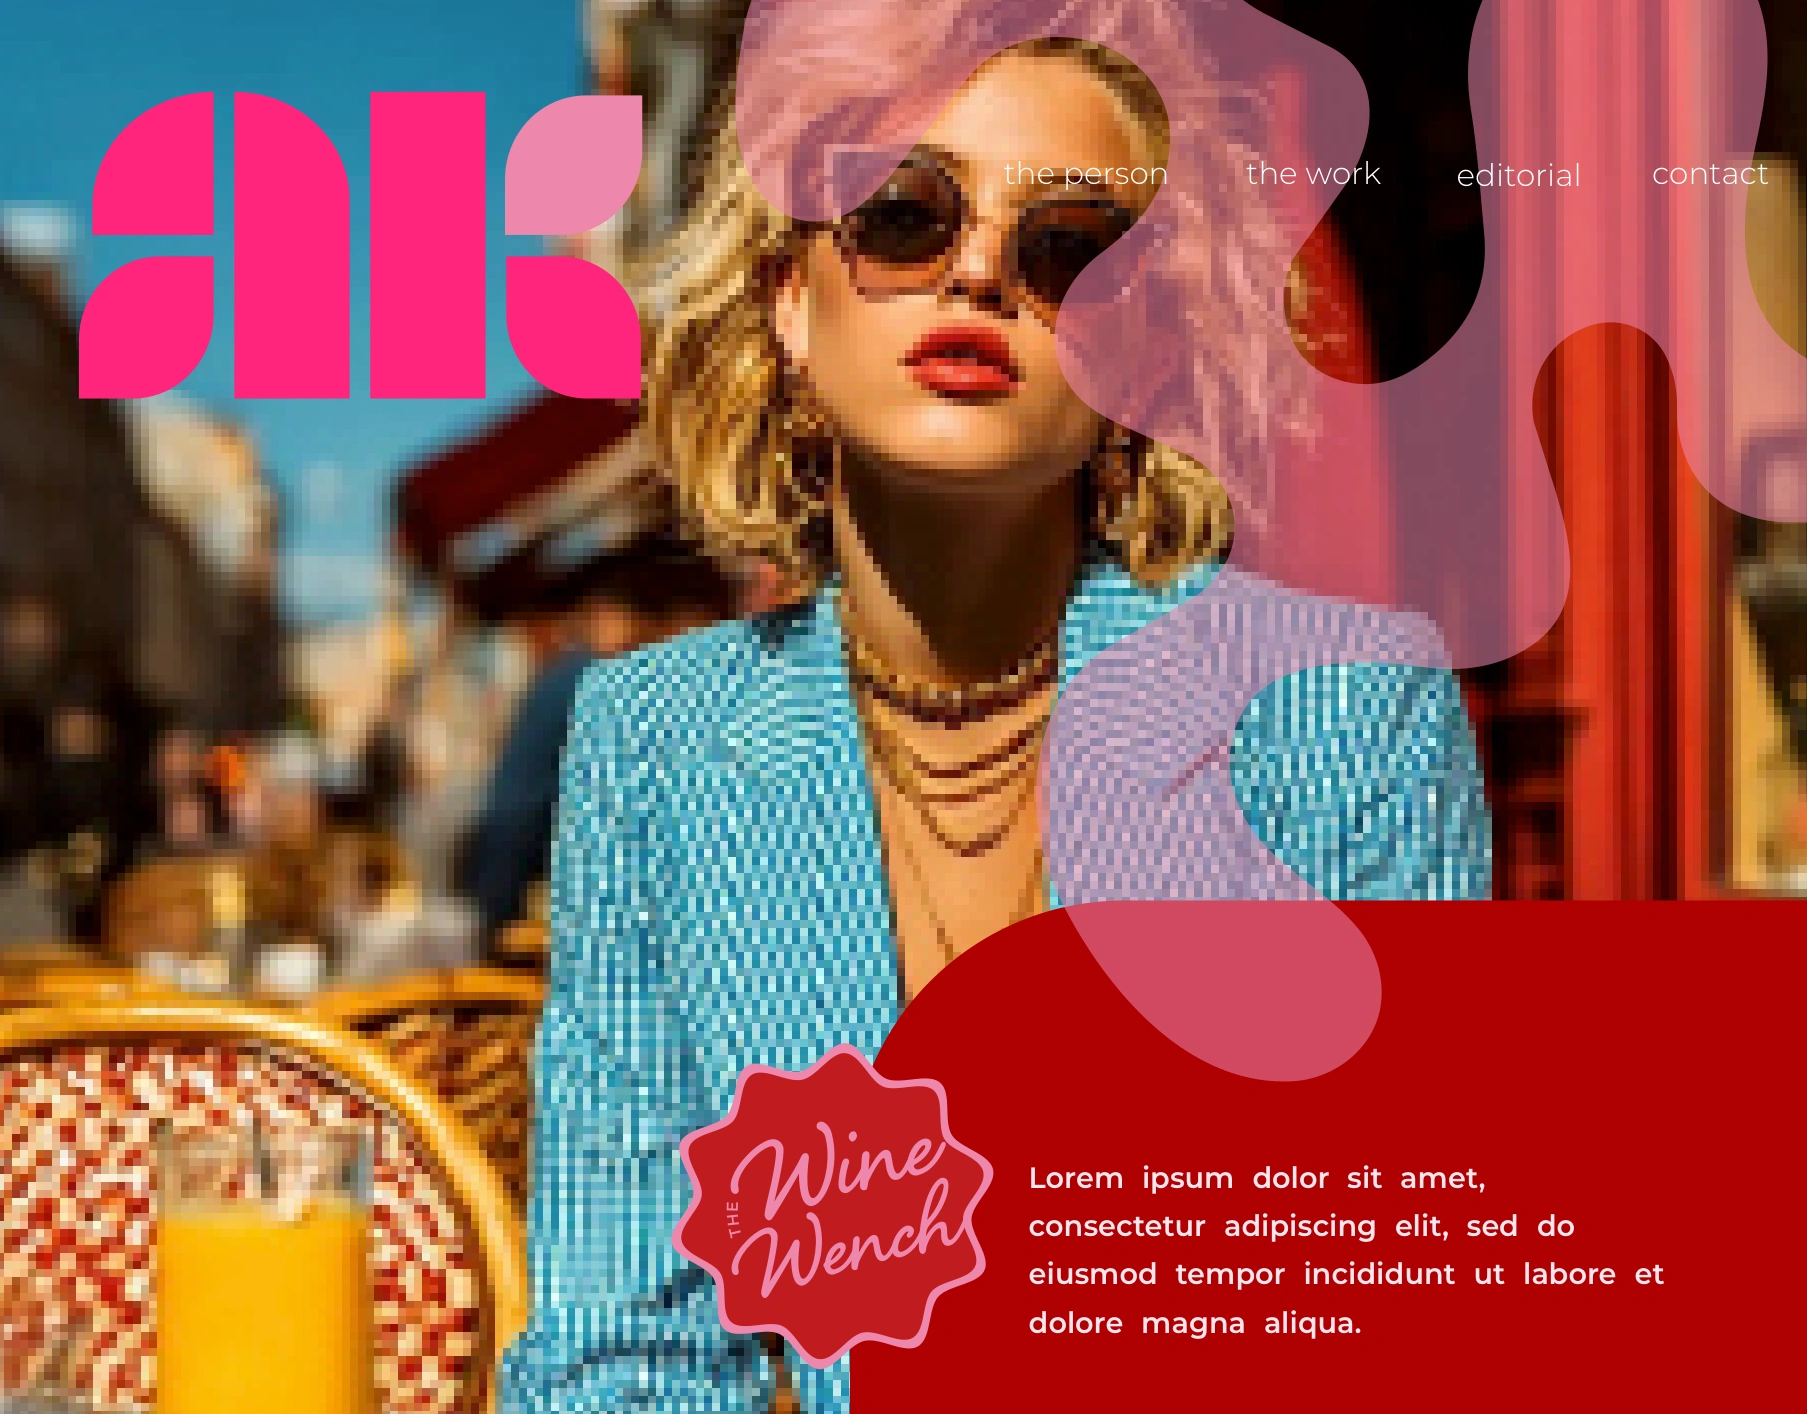 ak
the person
the work
editorial
contact
THE
Wine
Wench
Lorem ipsum dolor sit amet,
consectetur adipiscing elit, sed do
eiusmod tempor incididunt ut labore et
dolore magna aliqua.